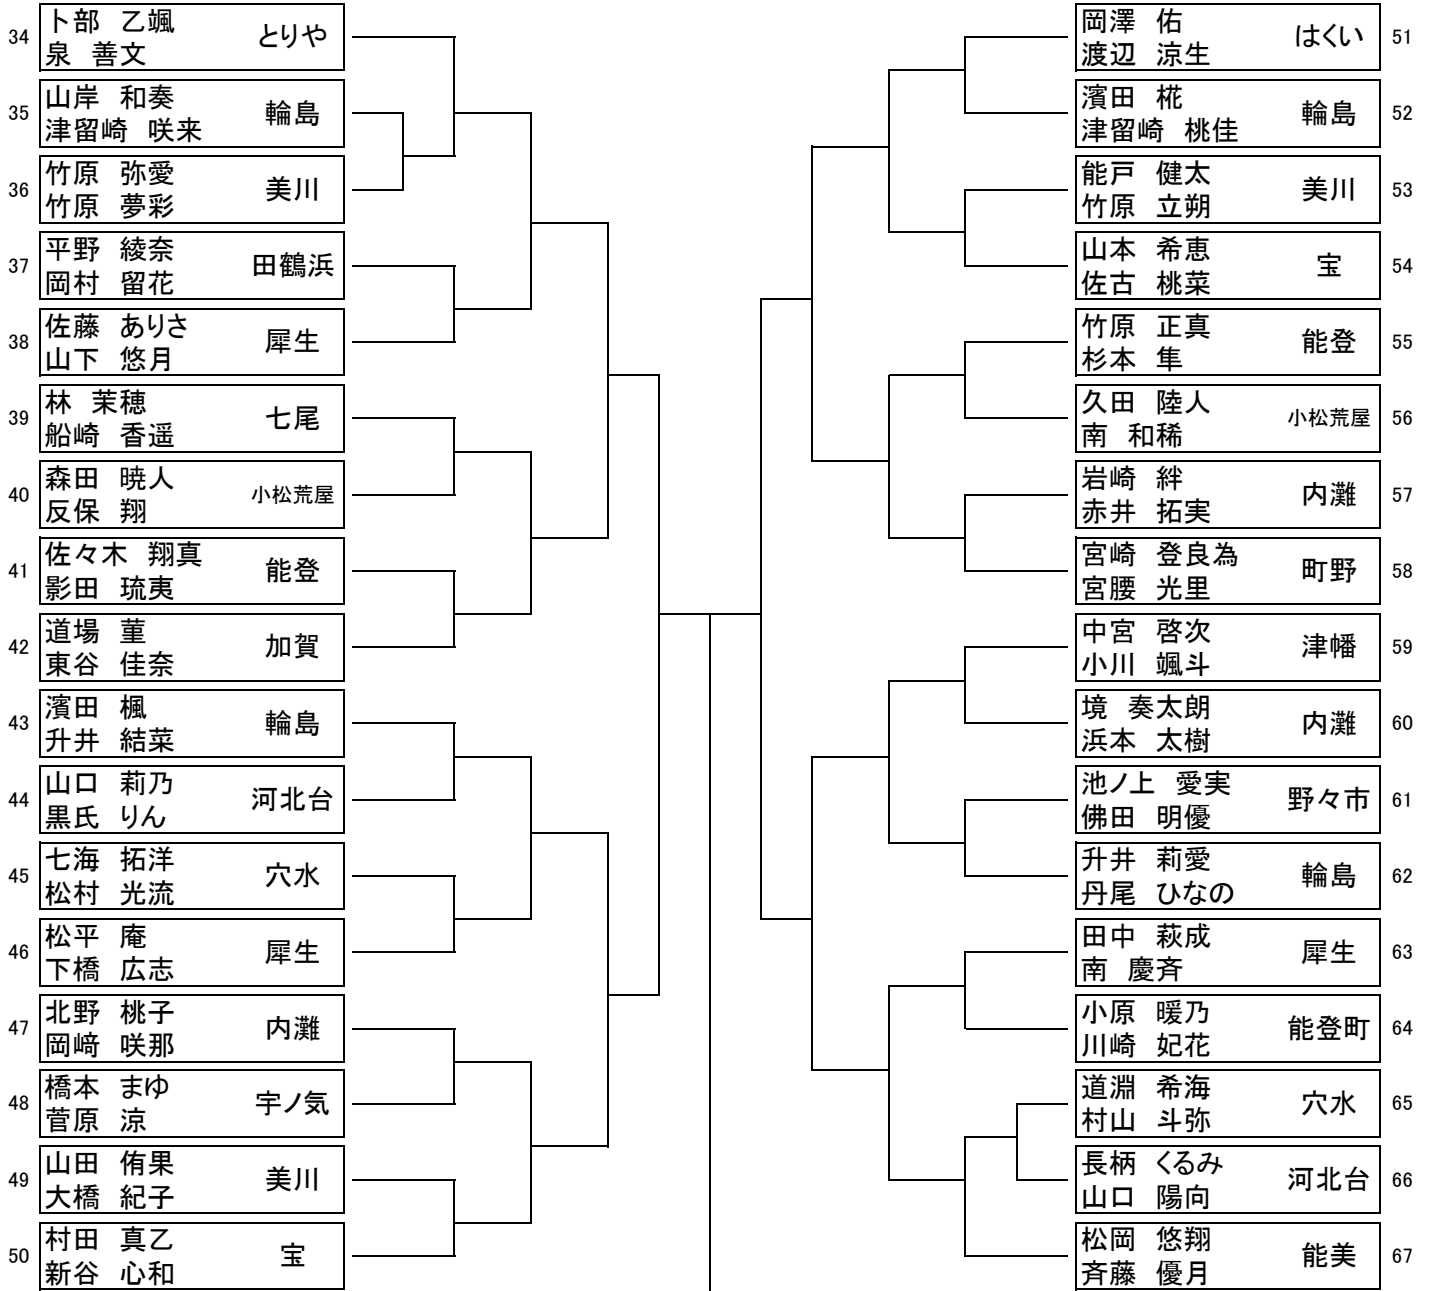 34 卜部 乙颯 とりや
泉 善文
35 山岸 和奏 輪島
津留崎 咲来
36 竹原 弥愛 美川
竹原 夢彩
37 平野 綾奈 田鶴浜
岡村 留花
38 佐藤 ありさ 犀生
山下 悠月
39 林 茉穂 七尾
船崎 香遥
40 森田 暁人 小松荒屋
反保 翔
41 佐々木 翔真 能登
影田 琉夷
42 道場 菫 加賀
東谷 佳奈
43 濱田 楓 輪島
升井 結菜
44 山口 莉乃 河北台
黒氏 りん
45 七海 拓洋 穴水
松村 光流
46 松平 庵 犀生
下橋 広志
47 北野 桃子 内灘
岡﨑 咲那
48 橋本 まゆ 宇ノ気
菅原 涼
49 山田 侑果 美川
大橋 紀子
50 村田 真乙 宝
新谷 心和
岡澤 佑 はくい 51
渡辺 涼生
濱田 椛 輪島 52
津留崎 桃佳
能戸 健太 美川 53
竹原 立朔
山本 希恵 宝 54
佐古 桃菜
竹原 正真 能登 55
杉本 隼
久田 陸人 小松荒屋 56
南 和稀
岩崎 絆 内灘 57
赤井 拓実
宮崎 登良為 町野 58
宮腰 光里
中宮 啓次 津幡 59
小川 颯斗
境 奏太朗 内灘 60
浜本 太樹
池ノ上 愛実 野々市 61
佛田 明優
升井 莉愛 輪島 62
丹尾 ひなの
田中 萩成 犀生 63
南 慶斉
小原 暖乃 能登町 64
川崎 妃花
道淵 希海 穴水 65
村山 斗弥
長柄 くるみ 河北台 66
山口 陽向
松岡 悠翔 能美 67
斉藤 優月